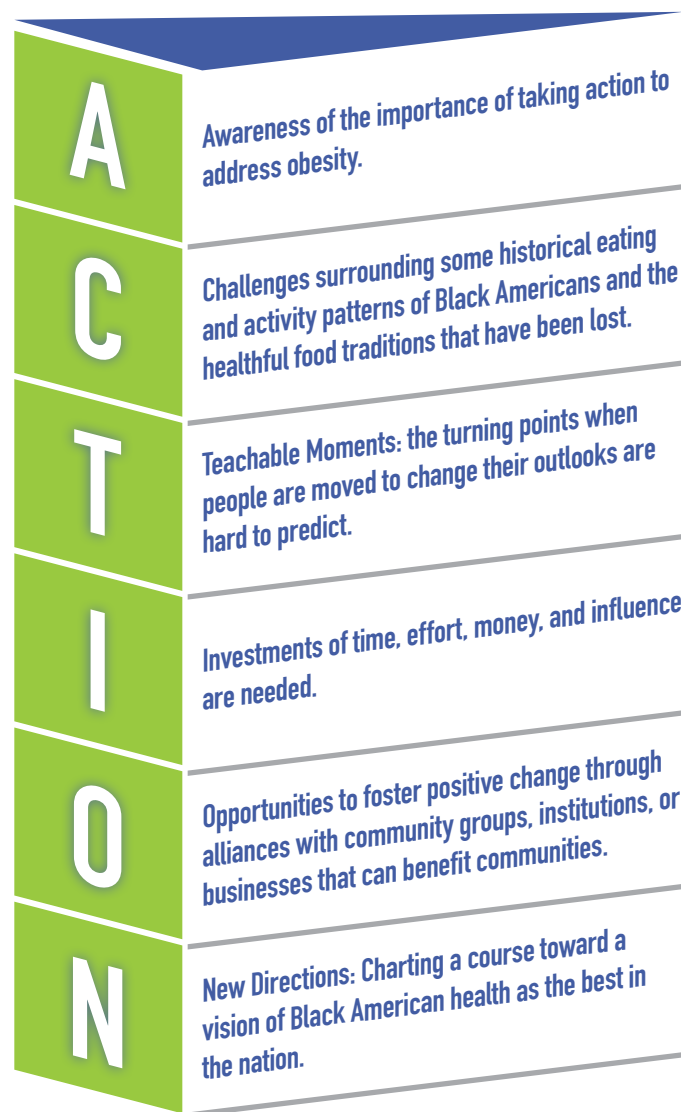 A
Awareness of the importance of taking action to
address obesity.
C
Challenges surrounding some historical eating
and activity patterns of Black Americans and the
healthful food traditions that have been lost.
T
Teachable Moments: the turning points when
people are moved to change their outlooks are
hard to predict.
I
Investments of time, effort, money, and influence
are needed.
O
Opportunities to foster positive change through
alliances with community groups, institutions, or
businesses that can benefit communities.
N
New Directions: Charting a course toward a
vision of Black American health as the best in
the nation.